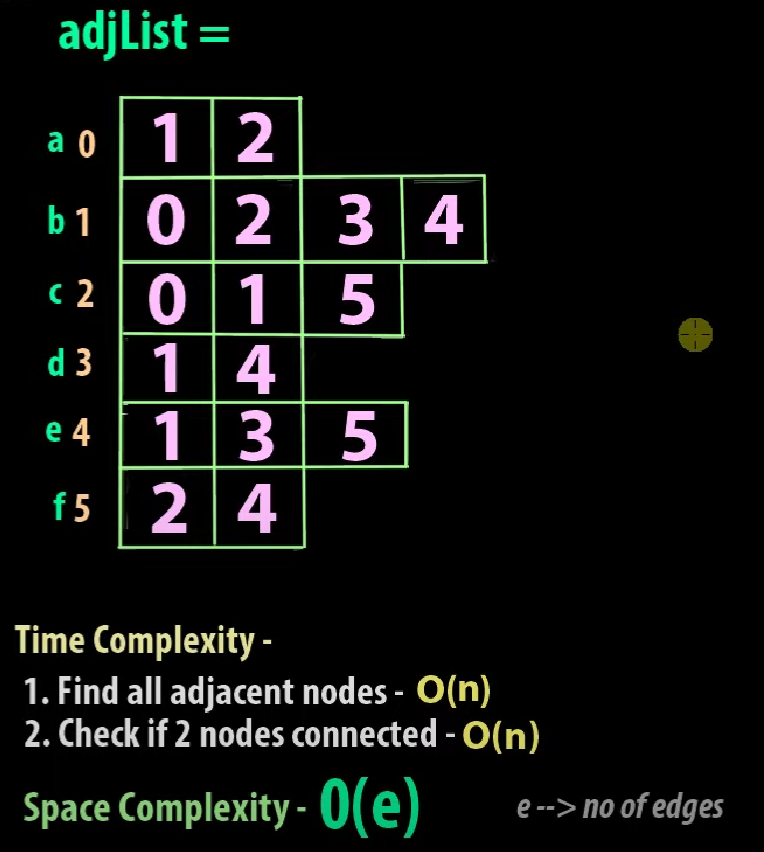 adjList =
a 0 1 2
b 1 0 2 3 4
c 2 0 1 5
d 3 1 4
e 4 1 3 5
f 5 2 4
Time Complexity -
1. Find all adjacent nodes - O(n)
2. Check if 2 nodes connected - O(n)
Space Complexity - O(e) e --> no of edges